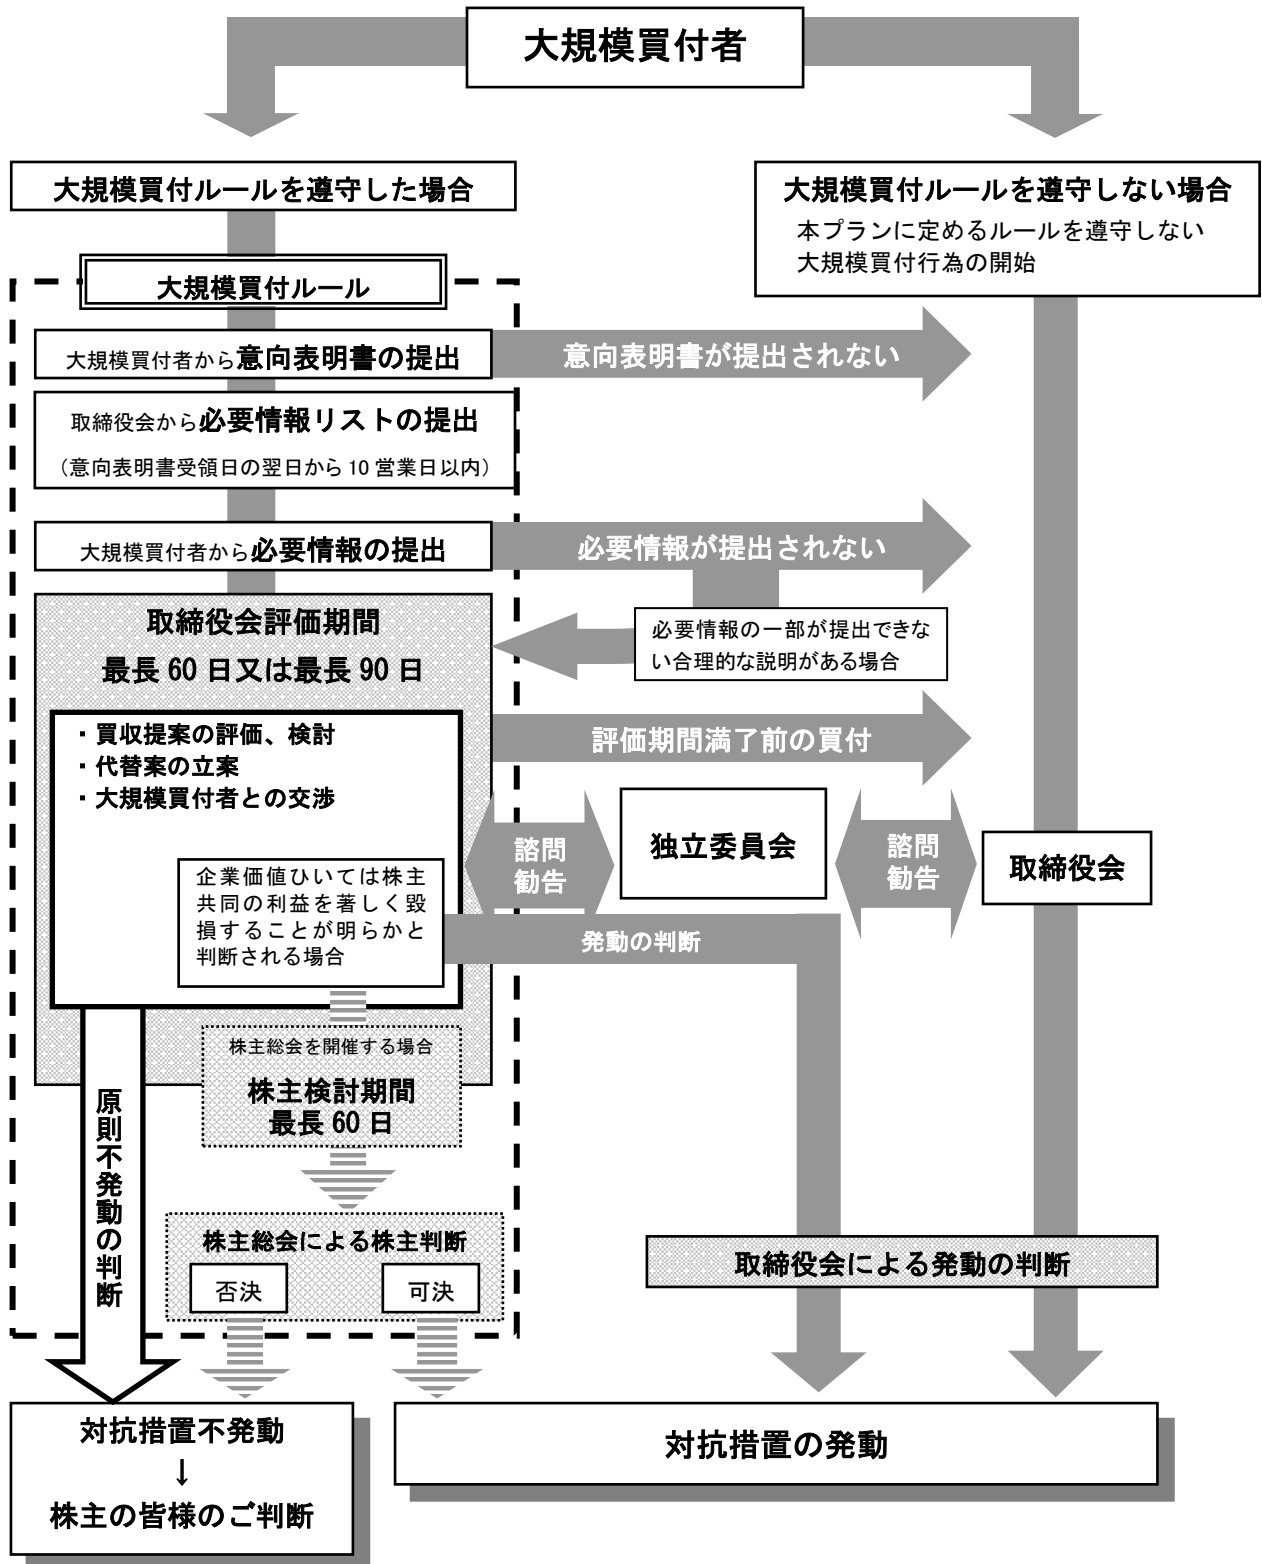 大規模買付者
大規模買付ルールを遵守した場合
大規模買付ルールを遵守しない場合
本プランに定めるルールを遵守しない
大規模買付行為の開始
大規模買付ルール
大規模買付者から意向表明書の提出
意向表明書が提出されない
取締役会から必要情報リストの提出
（意向表明書受領日の翌日から 10 営業日以内）
大規模買付者から必要情報の提出
必要情報が提出されない
取締役会評価期間
最長 60 日又は最長 90 日
必要情報の一部が提出できな
い合理的な説明がある場合
・買収提案の評価、検討
・代替案の立案
・大規模買付者との交渉
評価期間満了前の買付
諮問
勧告
独立委員会
諮問
勧告
取締役会
企業価値ひいては株主
共同の利益を著しく毀
損することが明らかと
判断される場合
発動の判断
株主総会を開催する場合
株主検討期間
最長 60 日
原則不発動の判断
株主総会による株主判断
否決
可決
取締役会による発動の判断
対抗措置不発動
↓
株主の皆様のご判断
対抗措置の発動